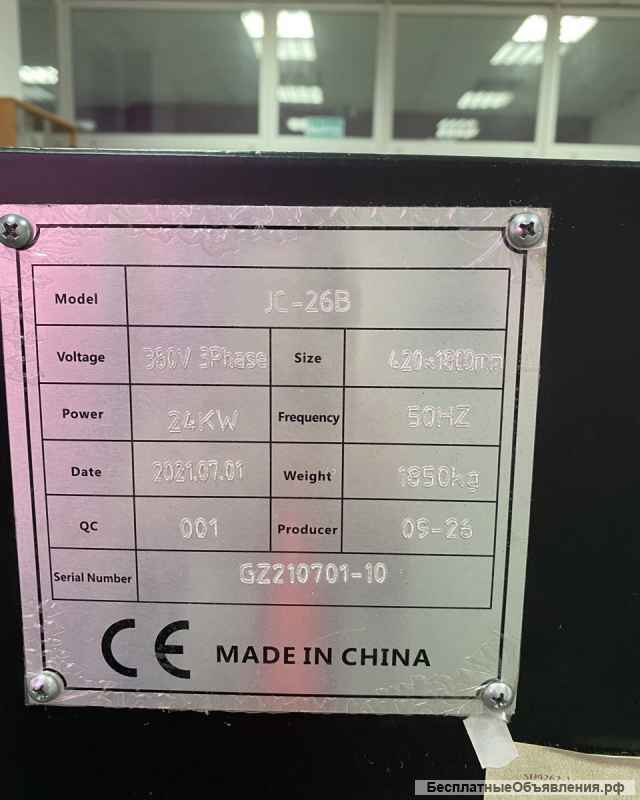 Model JC-26B
Voltage 380V 3Phase Size 420×1800mm
Power 24KW Frequency 50HZ
Date 2021.07.01 Weight 1850kg
QC 001 Producer 05-26
Serial Number GZ210701-10
CE MADE IN CHINA
БесплатныеОбъявления.рф